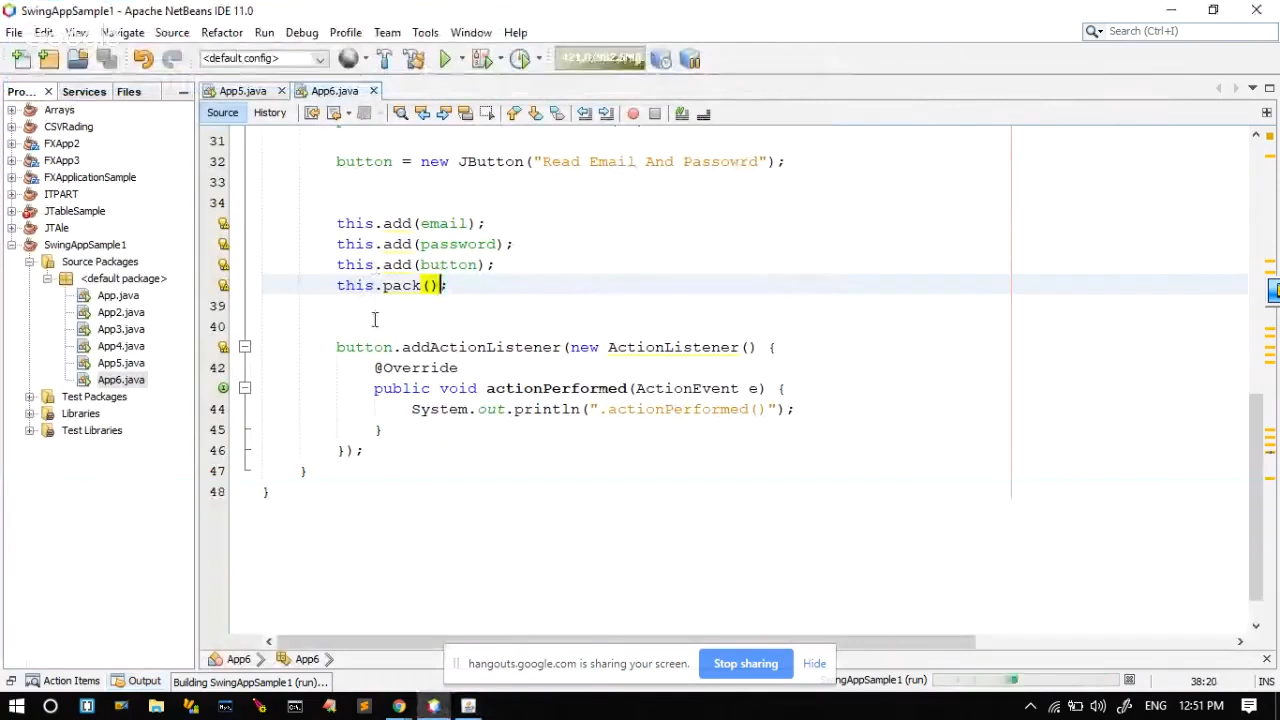 SwingAppSample1 - Apache NetBeans IDE 11.0
File Edit View Navigate Source Refactor Run Debug Profile Team Tools Window Help
Search (Ctrl+I)
<default config>
Pro... Services Files
App5.java App6.java
Source History
Arrays
CSVRading
FXApp2
FXApp3
FXApplicationSample
ITPART
JTableSample
JTAle
SwingAppSample1
Source Packages
<default package>
App.java
App2.java
App3.java
App4.java
App5.java
App6.java
Test Packages
Libraries
Test Libraries
31
32 button = new JButton("Read Email And Passowrd");
33
34
this.add(email);
this.add(password);
this.add(button);
this.pack();
39
40
button.addActionListener(new ActionListener() {
42 @Override
public void actionPerformed(ActionEvent e) {
44 System.out.println(".actionPerformed()");
45 }
46 });
47 }
48 }
App6 App6
hangouts.google.com is sharing your screen. Stop sharing Hide
Action Items Output Building SwingAppSample1 (run)... SwingAppSample1 (run) 38:20 INS
ENG 12:51 PM